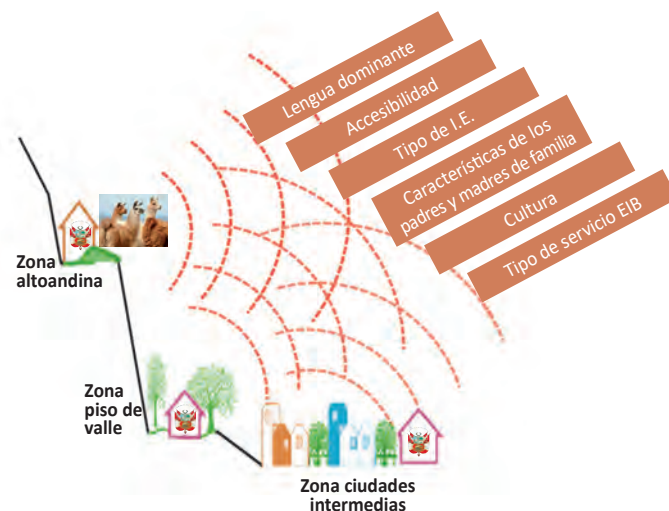 Lengua dominante
Accesibilidad
Tipo de I.E.
Características de los
padres y madres de familia
Cultura
Tipo de servicio EIB
Zona
altoandina
Zona
piso de
valle
Zona ciudades
intermedias